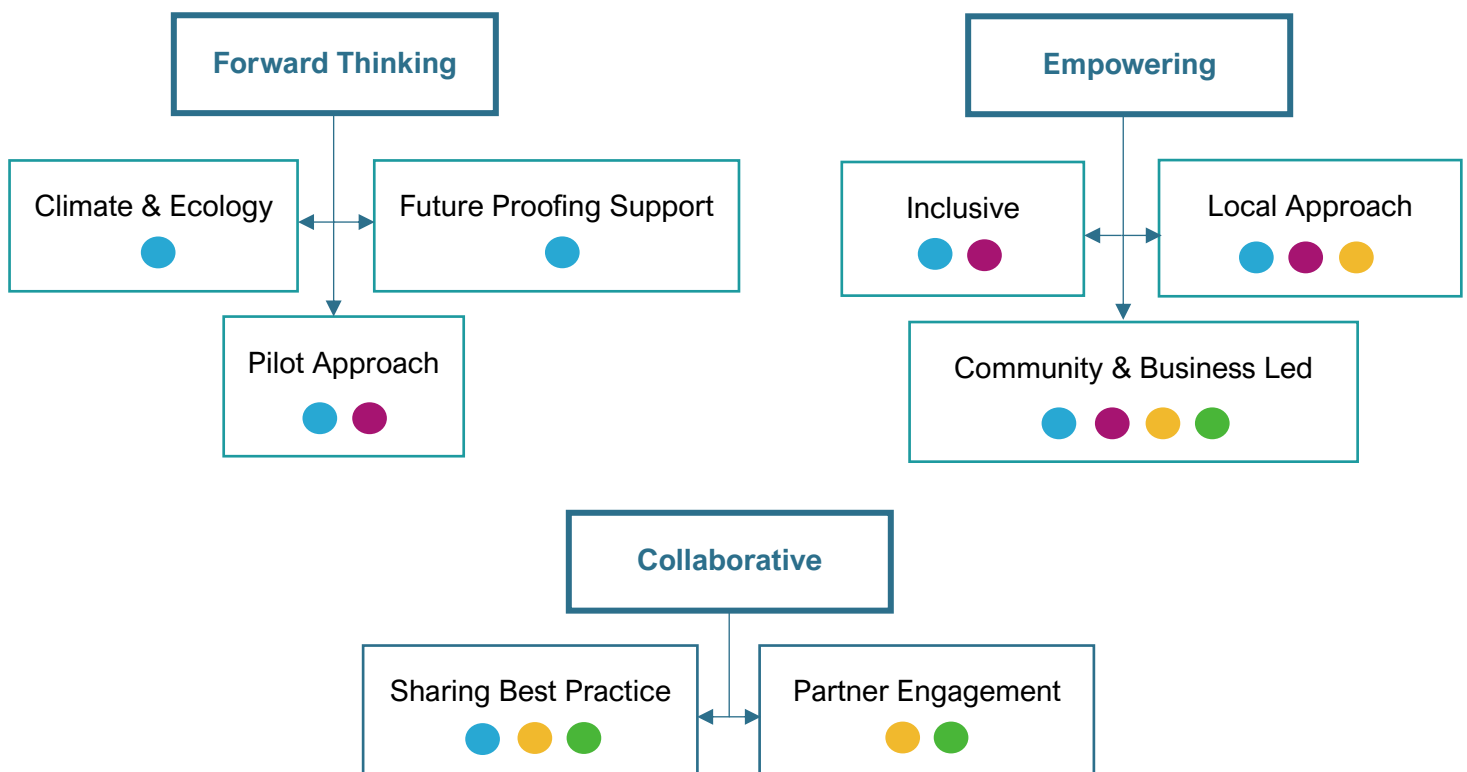 Forward Thinking
Climate & Ecology
Future Proofing Support
Pilot Approach
Empowering
Inclusive
Local Approach
Community & Business Led
Collaborative
Sharing Best Practice
Partner Engagement